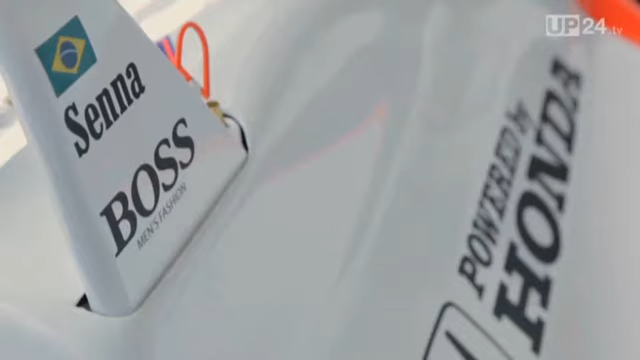 UP24.tv
Senna
BOSS
MEN'S FASHION
POWERED by
HONDA